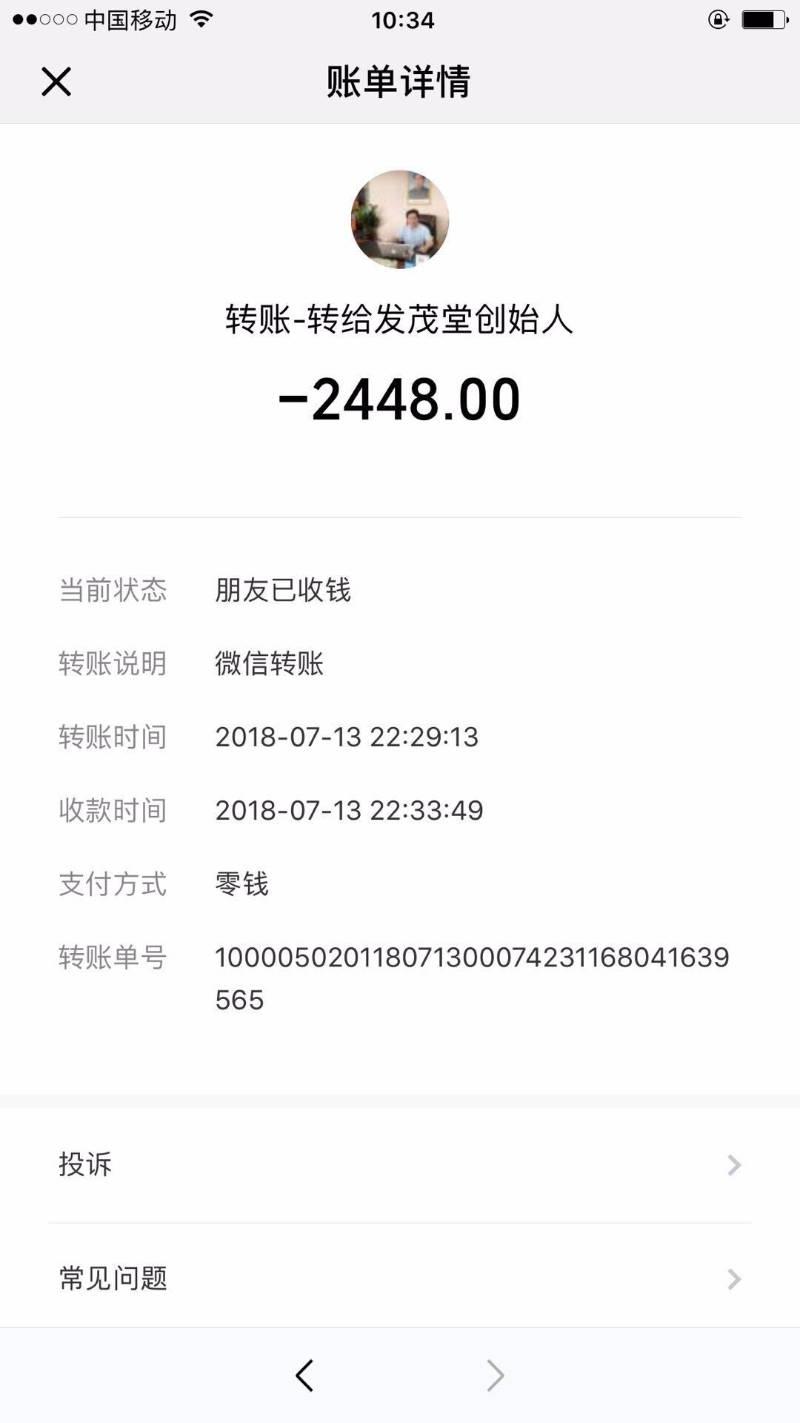 中国移动
10:34
账单详情
转账-转给发茂堂创始人
-2448.00
当前状态 朋友已收钱
转账说明 微信转账
转账时间 2018-07-13 22:29:13
收款时间 2018-07-13 22:33:49
支付方式 零钱
转账单号 100005020118071300074231168041639
565
投诉
常见问题